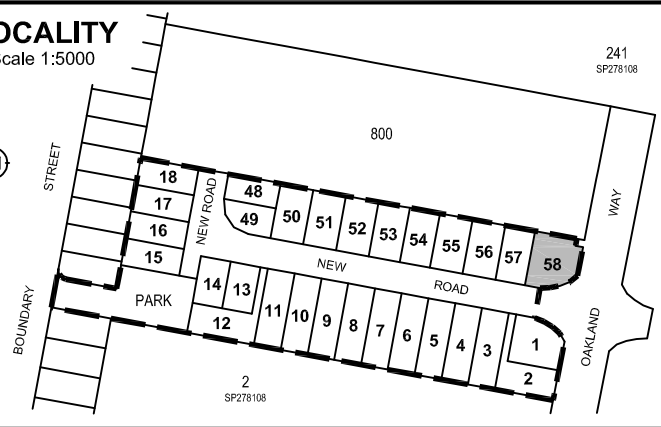 OCALITY
Scale 1:5000
241
SP278108
800
STREET
WAY
18
17
16
15
NEW ROAD
48
49
50
51
52
53
54
55
56
57
58
NEW
ROAD
PARK
14
13
12
11
10
9
8
7
6
5
4
3
1
2
BOUNDARY
OAKLAND
2
SP278108